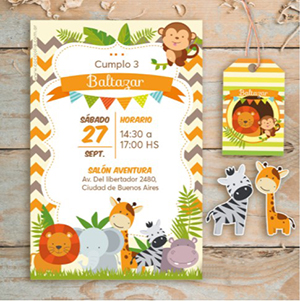 Cumplo 3
Baltazar
SÁBADO
27
SEPT.
HORARIO
14:30 a
17:00 HS
SALÓN AVENTURA
Av. Del libertador 2480,
Ciudad de Buenos Aires
Baltazar